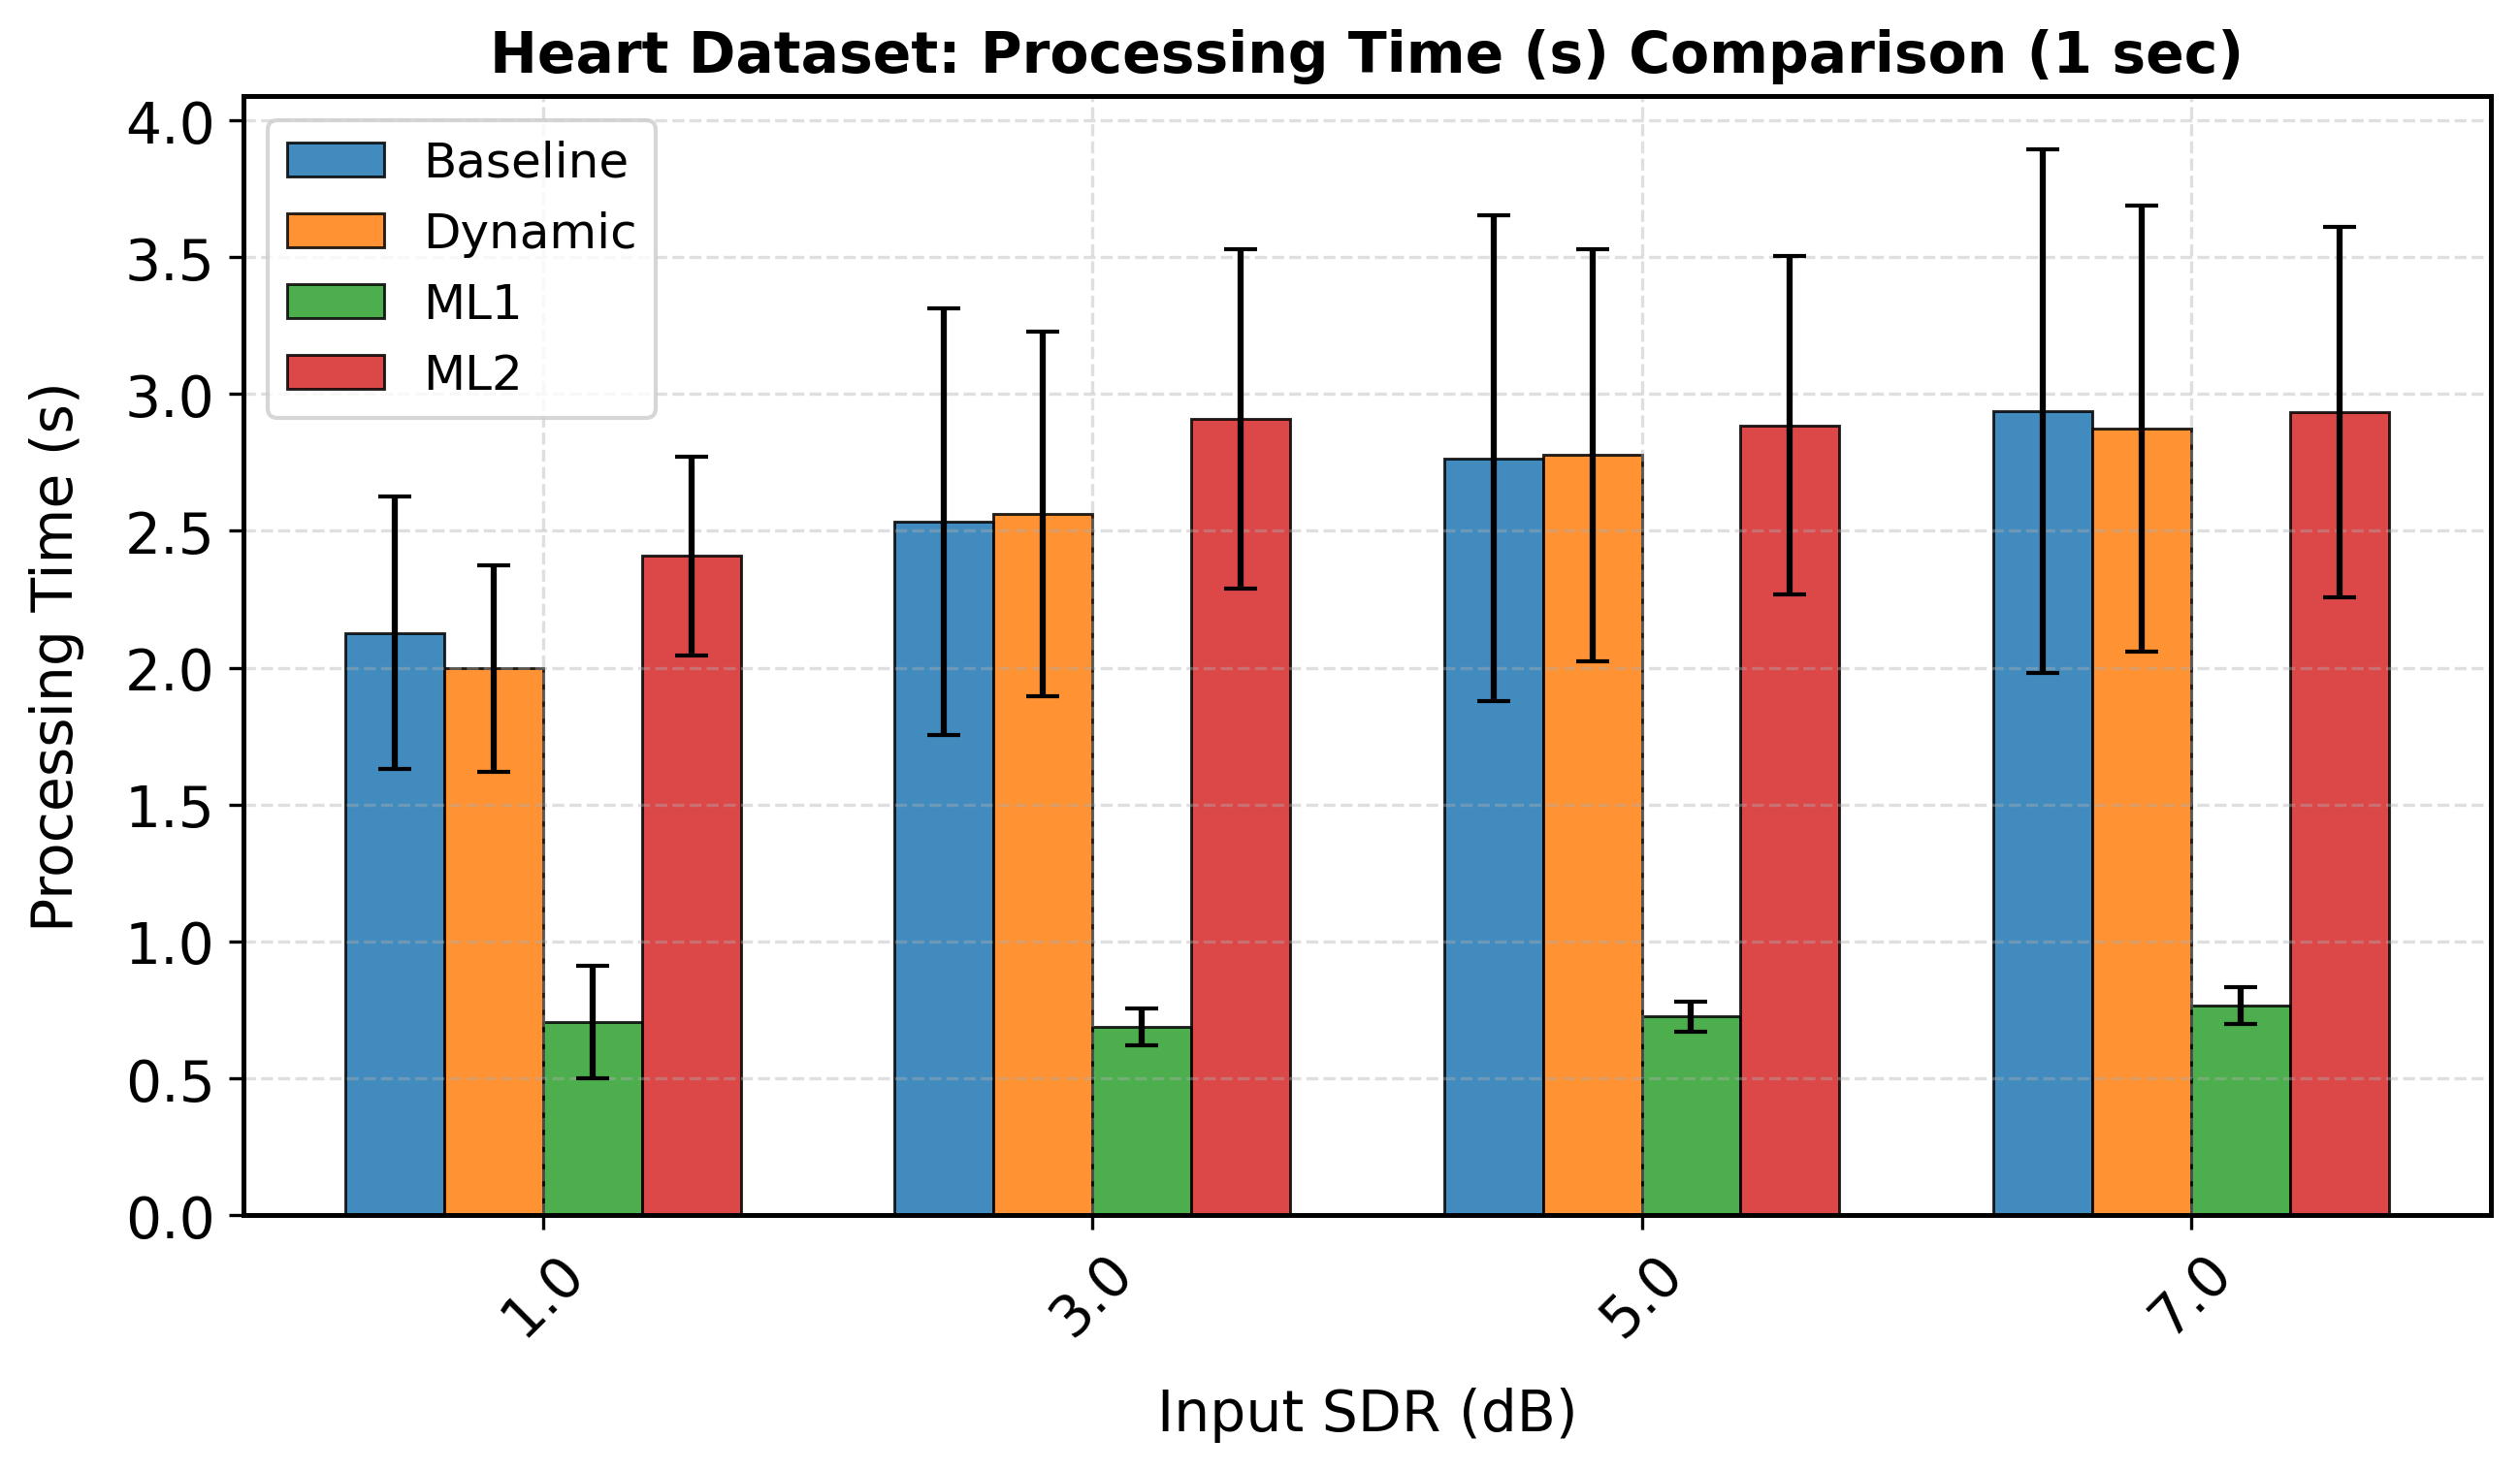 Heart Dataset: Processing Time (s) Comparison (1 sec)
Processing Time (s)
4.0
3.5
3.0
2.5
2.0
1.5
1.0
0.5
0.0
Baseline
Dynamic
ML1
ML2
1.0
3.0
5.0
7.0
Input SDR (dB)